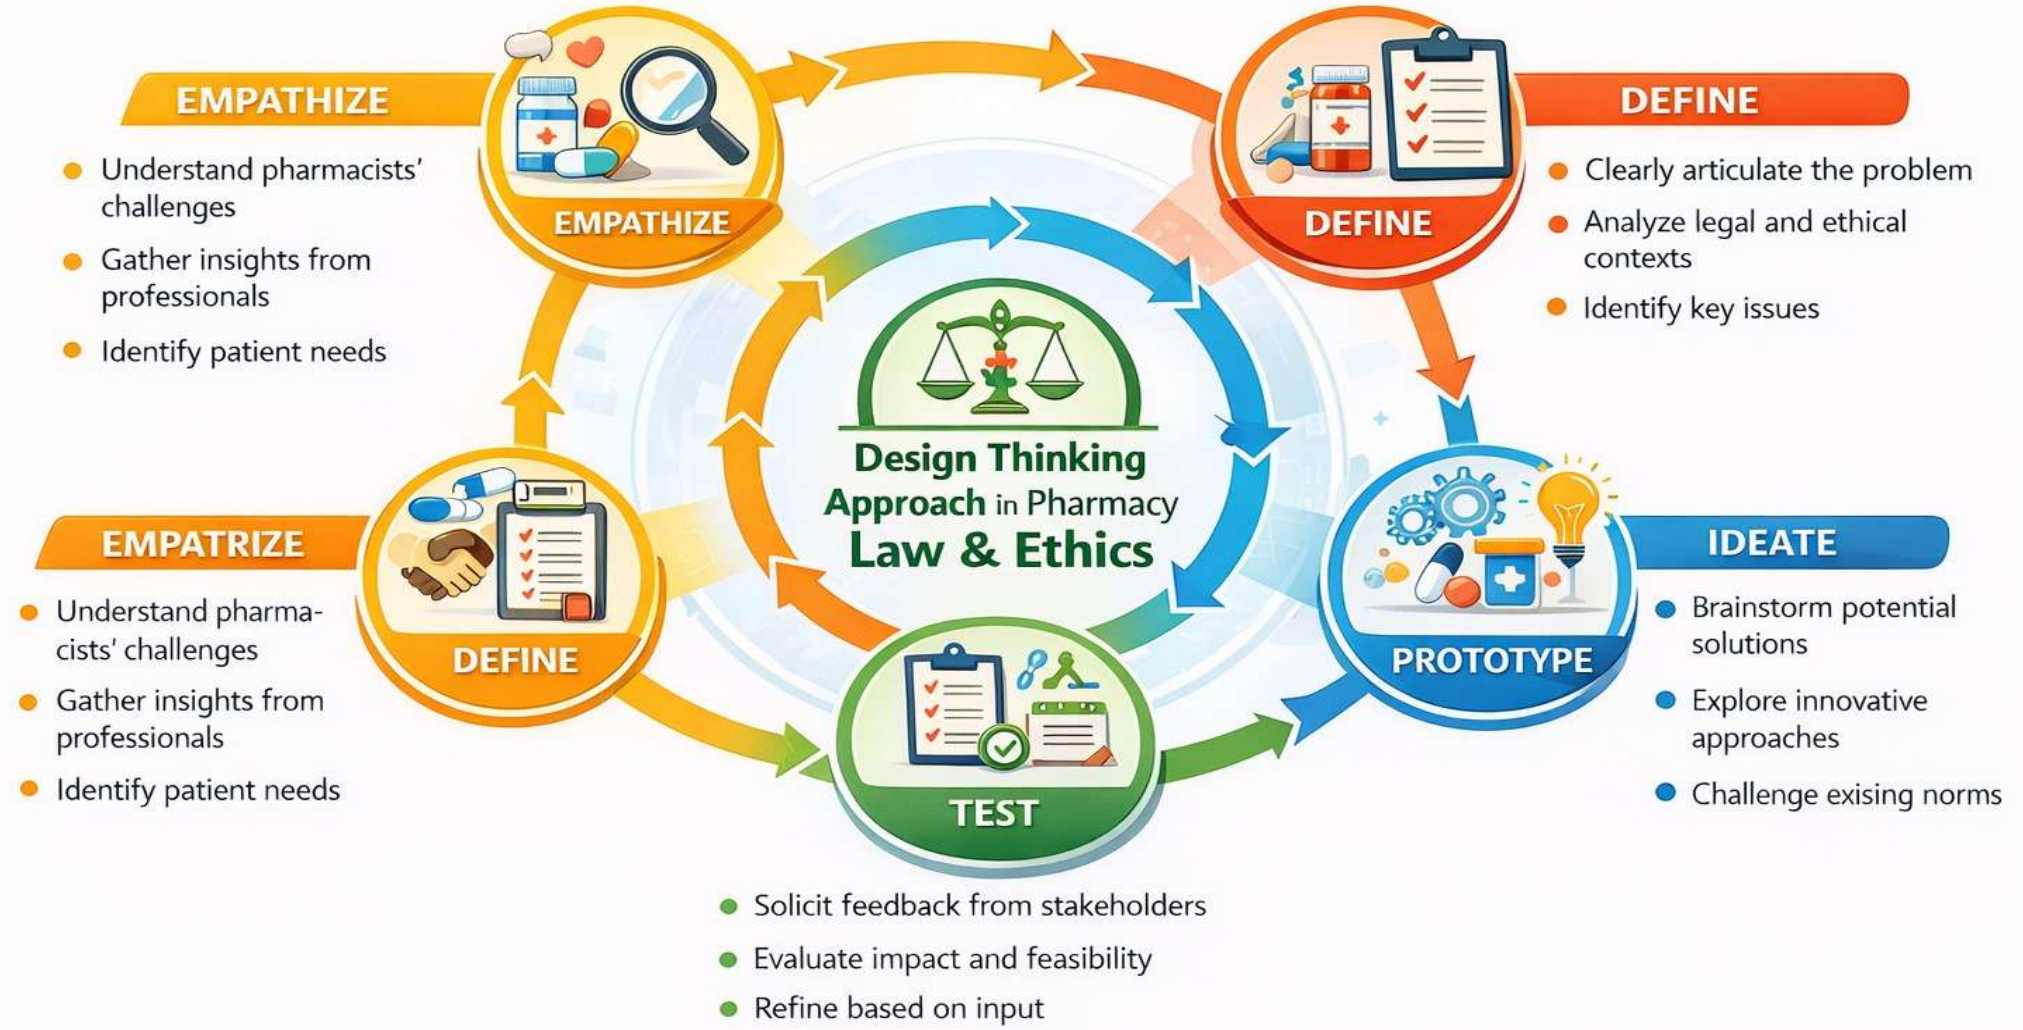 EMPATHIZE
Understand pharmacists’
challenges
Gather insights from
professionals
Identify patient needs
EMPATHIZE
DEFINE
DEFINE
Clearly articulate the problem
Analyze legal and ethical
contexts
Identify key issues
Design Thinking
Approach in Pharmacy
Law & Ethics
EMPATRIZE
Understand pharma-
cists’ challenges
Gather insights from
professionals
Identify patient needs
DEFINE
PROTOTYPE
IDEATE
Brainstorm potential
solutions
Explore innovative
approaches
Challenge exising norms
TEST
Solicit feedback from stakeholders
Evaluate impact and feasibility
Refine based on input